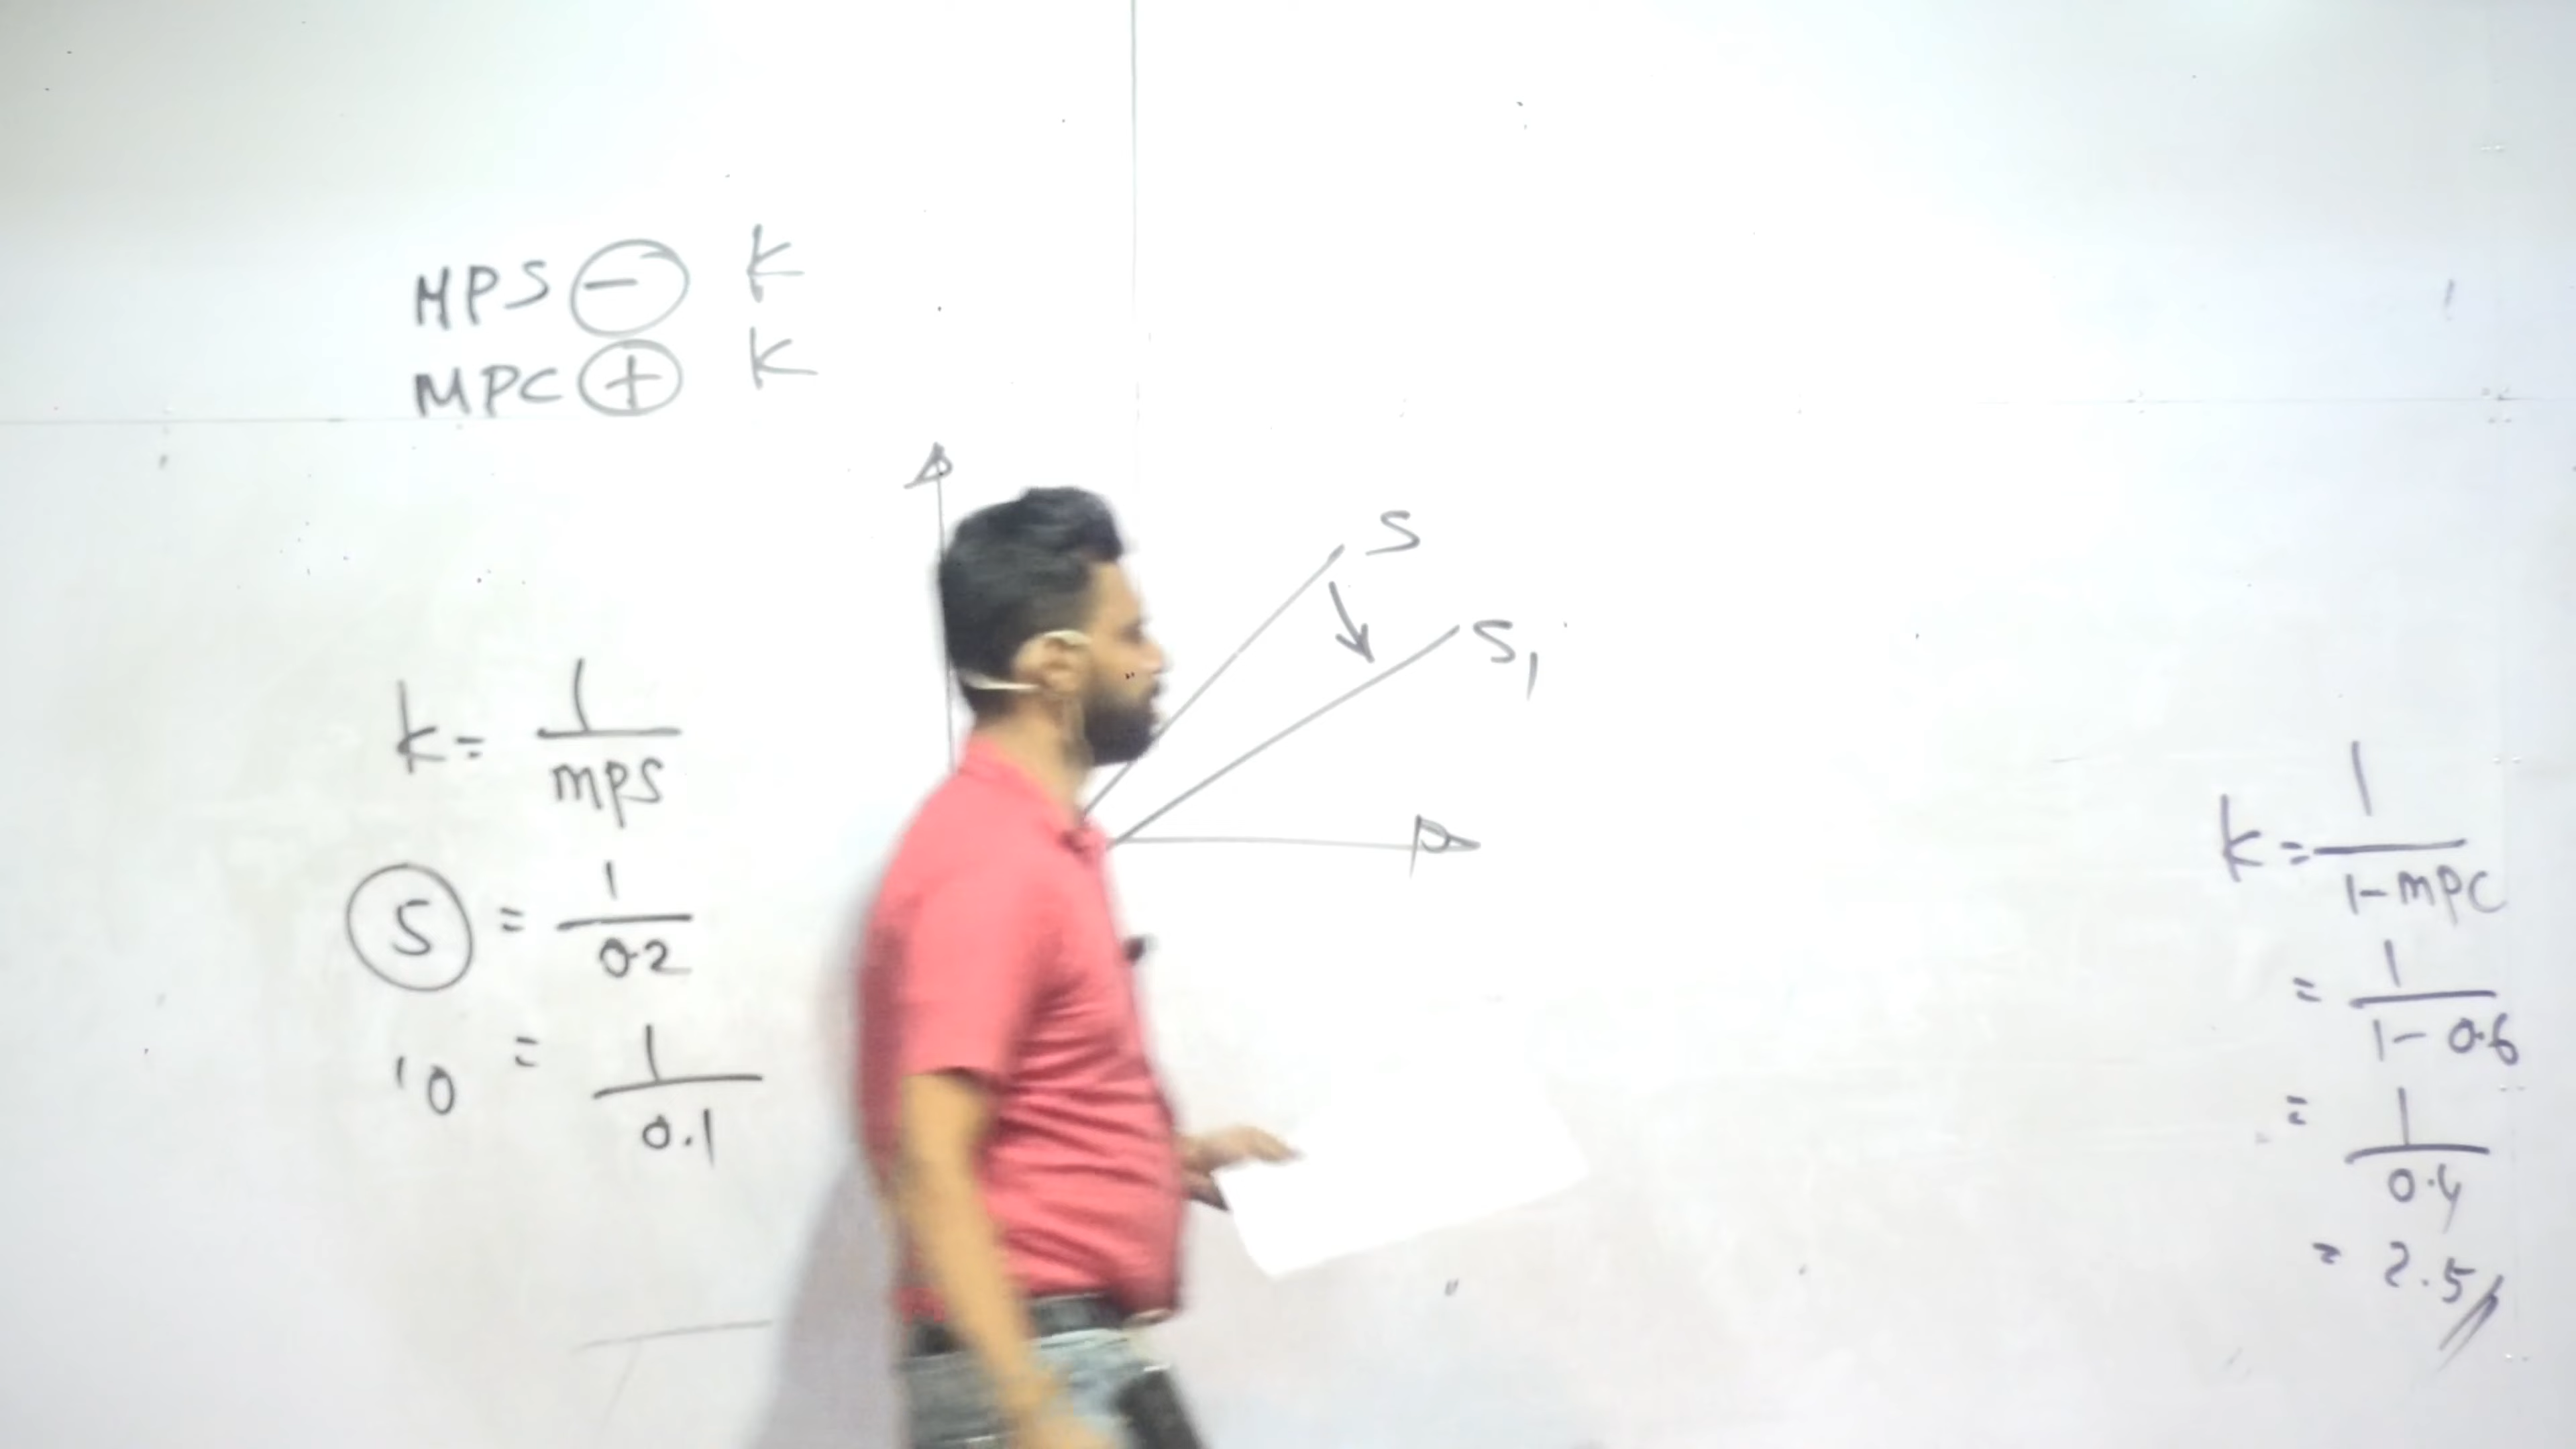 MPS - K
MPC + K
k = 1
mps
5 = 1
0.2
10 = 1
0.1
S
S1
k = 1
1 - mpc
= 1
1 - 0.6
= 1
0.4
= 2.5